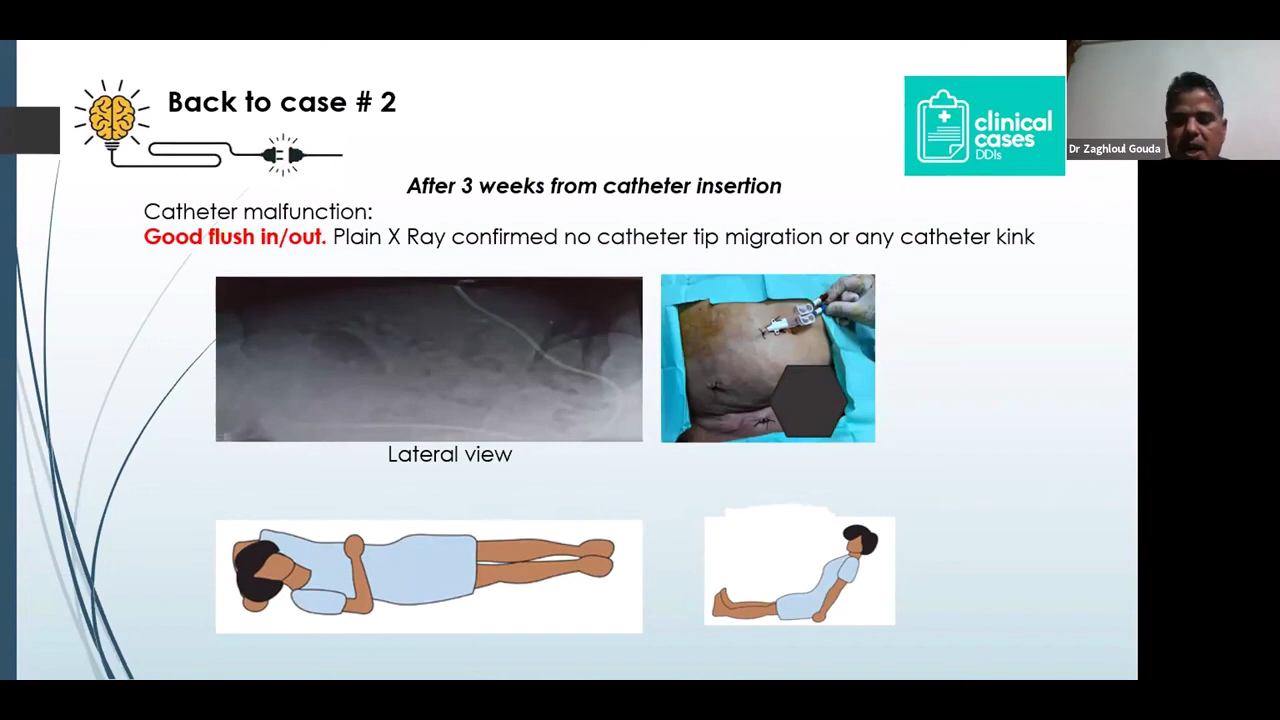 Back to case # 2
clinical
cases
DDIs
Dr Zaghloul Gouda
After 3 weeks from catheter insertion
Catheter malfunction:
Good flush in/out. Plain X Ray confirmed no catheter tip migration or any catheter kink
Lateral view